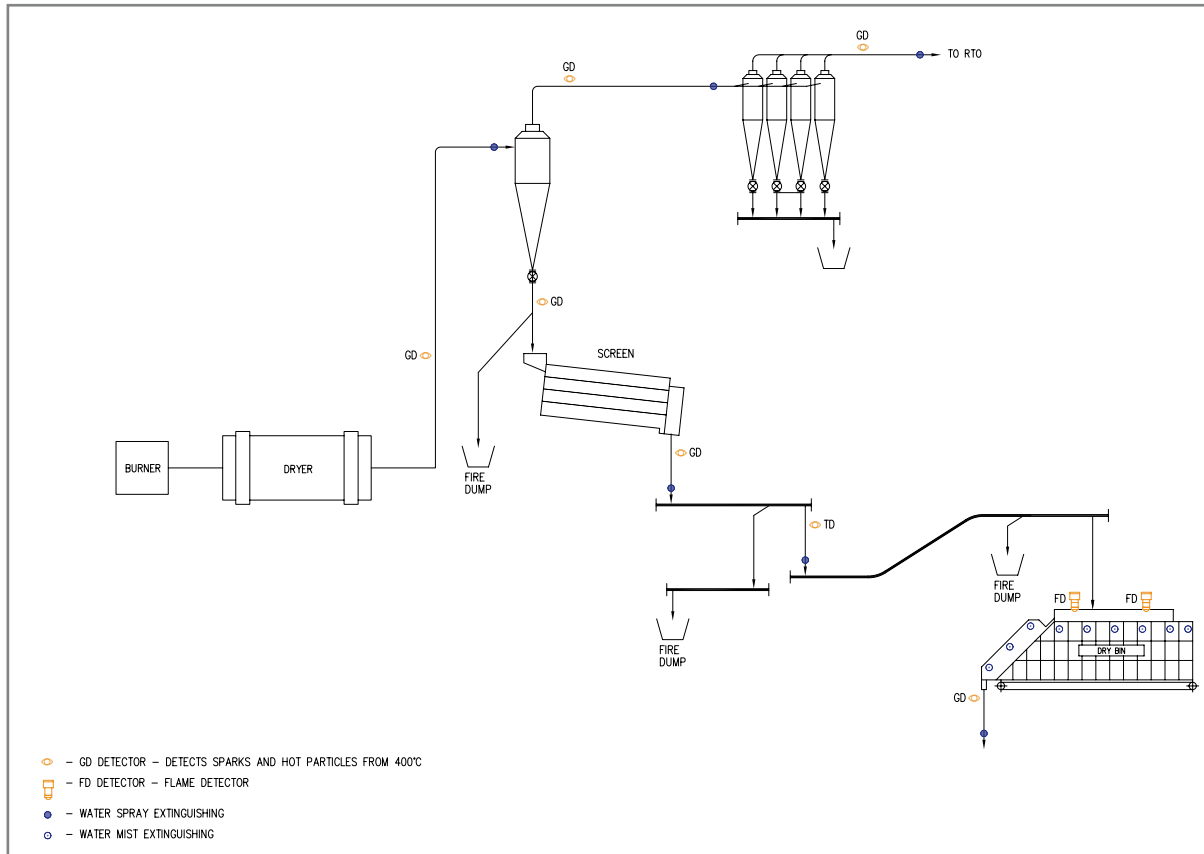 GD
TO RTO
GD
GD
SCREEN
GD
GD
BURNER
DRYER
FIRE
DUMP
TD
FIRE
DUMP
FD
FD
FIRE
DUMP
DRY BIN
GD
- GD DETECTOR - DETECTS SPARKS AND HOT PARTICLES FROM 400°C
- FD DETECTOR - FLAME DETECTOR
- WATER SPRAY EXTINGUISHING
- WATER MIST EXTINGUISHING